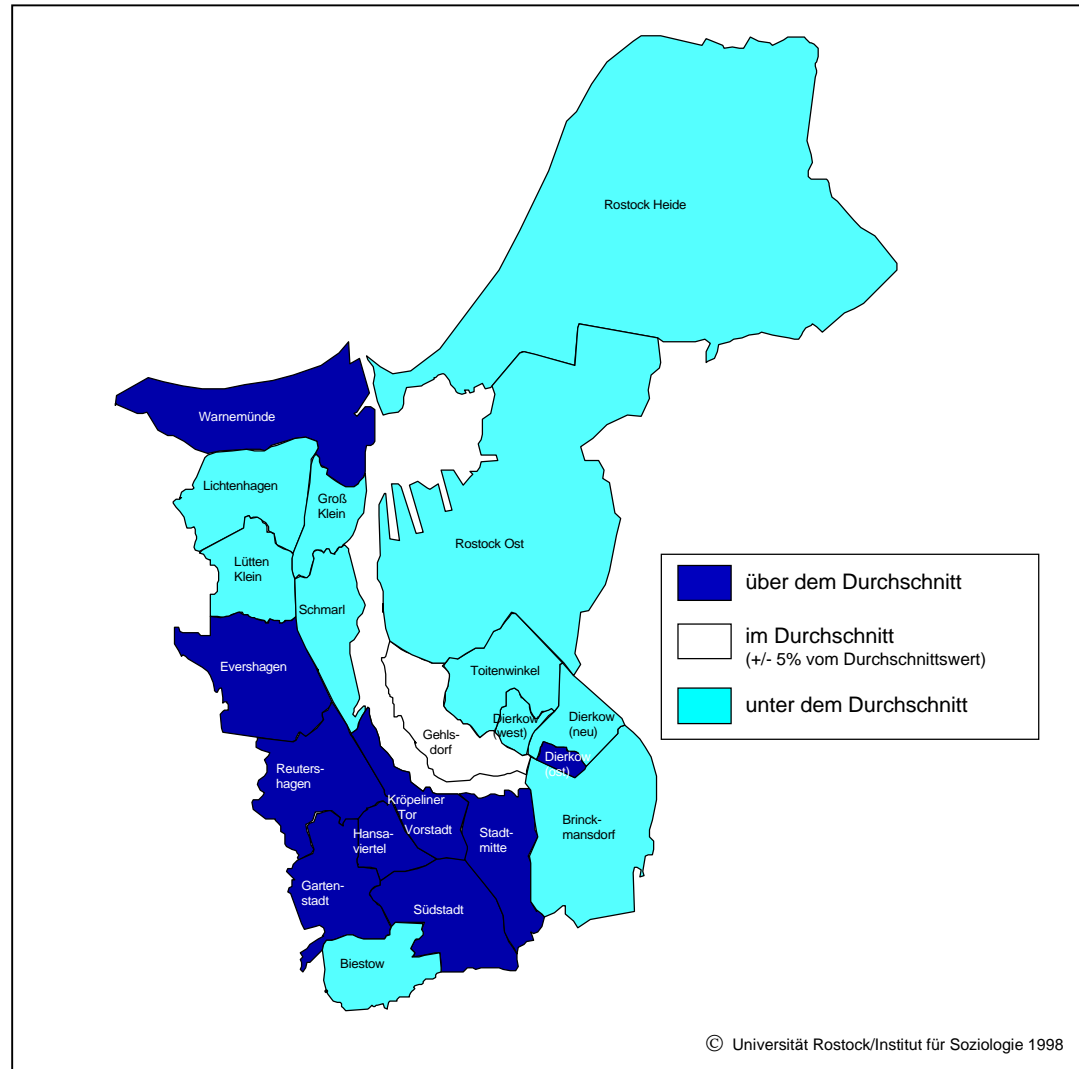 Rostock Heide
Warnemünde
Lichtenhagen
Groß
Klein
Rostock Ost
Lütten
Klein
Schmarl
Evershagen
Toitenwinkel
Dierkow
(west)
Dierkow
(neu)
Gehls-
dorf
Dierkow
(ost)
Reuters-
hagen
Kröpeliner
Tor
Vorstadt
Hansa-
viertel
Stadt-
mitte
Brinck-
mansdorf
Garten-
stadt
Südstadt
Biestow
über dem Durchschnitt
im Durchschnitt
(+/- 5% vom Durchschnittswert)
unter dem Durchschnitt
© Universität Rostock/Institut für Soziologie 1998